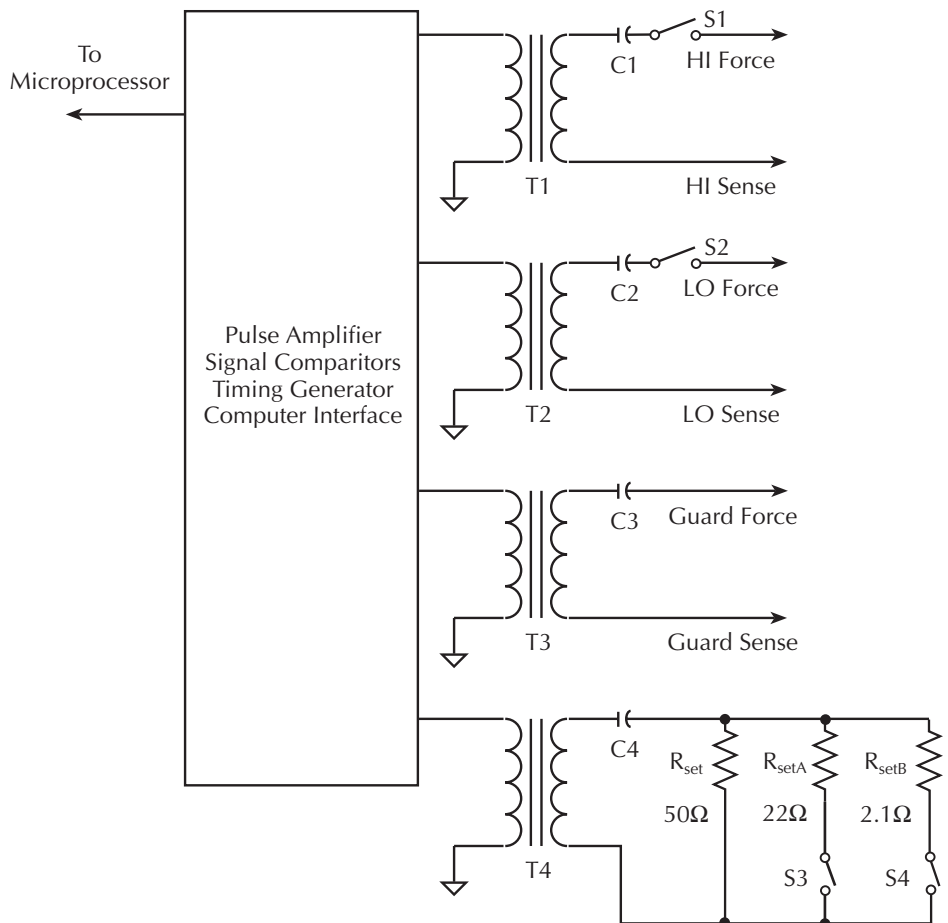 To
Microprocessor
Pulse Amplifier
Signal Comparitors
Timing Generator
Computer Interface
S1
C1
HI Force
T1
HI Sense
S2
C2
LO Force
T2
LO Sense
C3
Guard Force
T3
Guard Sense
C4
T4
Rset
50Ω
RsetA
22Ω
RsetB
2.1Ω
S3
S4